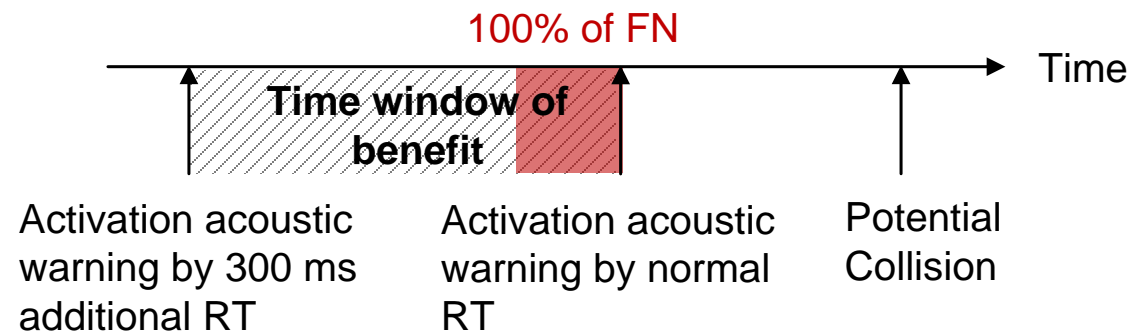 100% of FN
Time
Time window of
benefit
Activation acoustic
warning by 300 ms
additional RT
Activation acoustic
warning by normal
RT
Potential
Collision